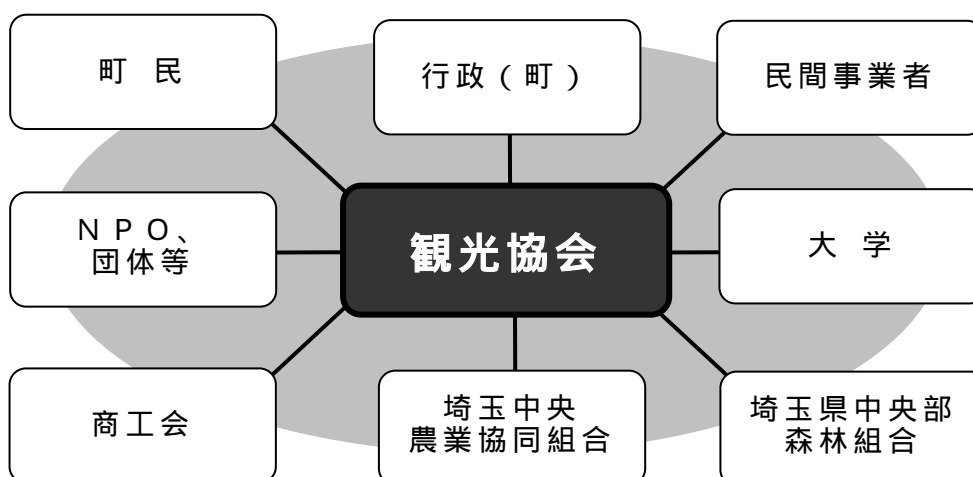 町 民
行政(町)
民間事業者
NPO、
団体等
観光協会
大 学
商工会
埼玉中央
農業協同組合
埼玉県中央部
森林組合